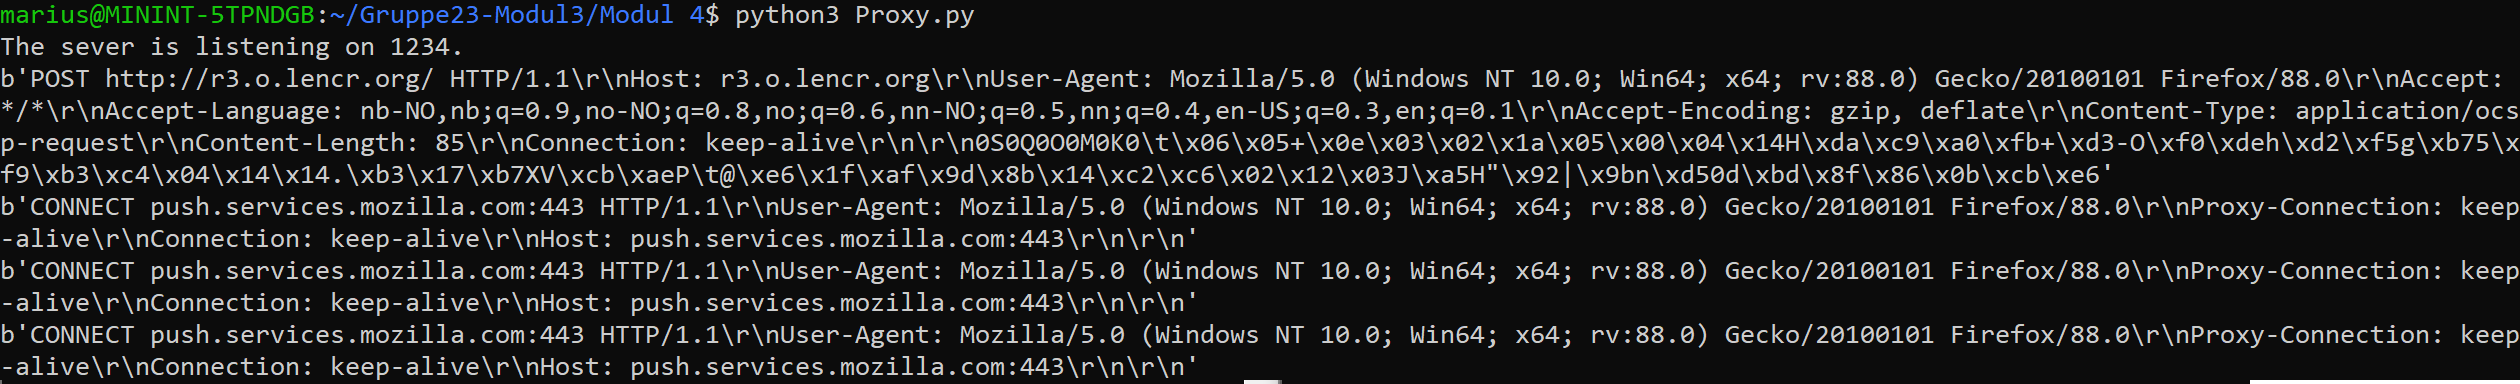 marius@MININT-5TPNDGB:~/Gruppe23-Modul3/Modul 4$ python3 Proxy.py
The sever is listening on 1234.
b'POST http://r3.o.lencr.org/ HTTP/1.1\r\nHost: r3.o.lencr.org\r\nUser-Agent: Mozilla/5.0 (Windows NT 10.0; Win64; x64; rv:88.0) Gecko/20100101 Firefox/88.0\r\nAccept:
*/*\r\nAccept-Language: nb-NO,nb;q=0.9,no-NO;q=0.8,no;q=0.6,nn-NO;q=0.5,nn;q=0.4,en-US;q=0.3,en;q=0.1\r\nAccept-Encoding: gzip, deflate\r\nContent-Type: application/ocs
p-request\r\nContent-Length: 85\r\nConnection: keep-alive\r\n\r\n0S0Q0O0M0K0\t\x06\x05+\x0e\x03\x02\x1a\x05\x00\x04\x14H\xda\xc9\xa0\xfb+\xd3-O\xf0\xdeh\xd2\xf5g\xb75\x
f9\xb3\xc4\x04\x14\x14.\xb3\x17\xb7XV\xcb\xaeP\t@\xe6\x1f\xaf\x9d\x8b\x14\xc2\xc6\x02\x12\x03J\xa5H"\x92|\x9bn\xd50d\xbd\x8f\x86\x0b\xcb\xe6'
b'CONNECT push.services.mozilla.com:443 HTTP/1.1\r\nUser-Agent: Mozilla/5.0 (Windows NT 10.0; Win64; x64; rv:88.0) Gecko/20100101 Firefox/88.0\r\nProxy-Connection: keep
-alive\r\nConnection: keep-alive\r\nHost: push.services.mozilla.com:443\r\n\r\n'
b'CONNECT push.services.mozilla.com:443 HTTP/1.1\r\nUser-Agent: Mozilla/5.0 (Windows NT 10.0; Win64; x64; rv:88.0) Gecko/20100101 Firefox/88.0\r\nProxy-Connection: keep
-alive\r\nConnection: keep-alive\r\nHost: push.services.mozilla.com:443\r\n\r\n'
b'CONNECT push.services.mozilla.com:443 HTTP/1.1\r\nUser-Agent: Mozilla/5.0 (Windows NT 10.0; Win64; x64; rv:88.0) Gecko/20100101 Firefox/88.0\r\nProxy-Connection: keep
-alive\r\nConnection: keep-alive\r\nHost: push.services.mozilla.com:443\r\n\r\n'